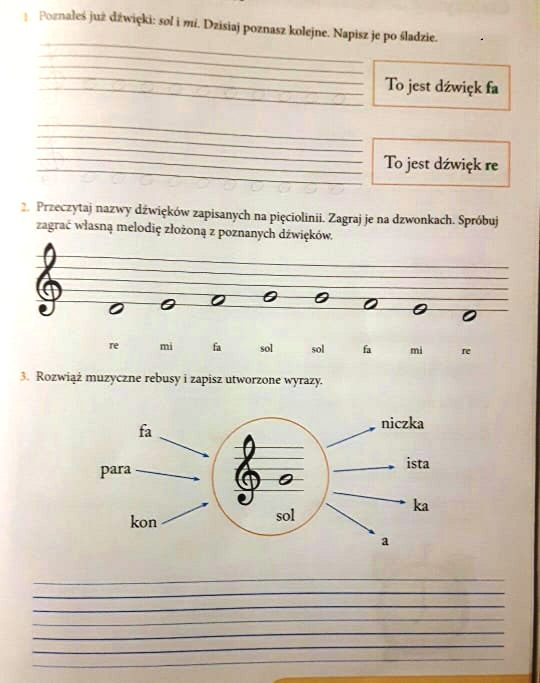 1 Poznałeś już dźwięki: sol i mi. Dzisiaj poznasz kolejne. Napisz je po śladzie.
To jest dźwięk fa
To jest dźwięk re
2. Przeczytaj nazwy dźwięków zapisanych na pięciolinii. Zagraj je na dzwonkach. Spróbuj
zagrać własną melodię złożoną z poznanych dźwięków.
re mi fa sol sol fa mi re
3. Rozwiąż muzyczne rebusy i zapisz utworzone wyrazy.
fa
para
kon
sol
niczka
ista
ka
a